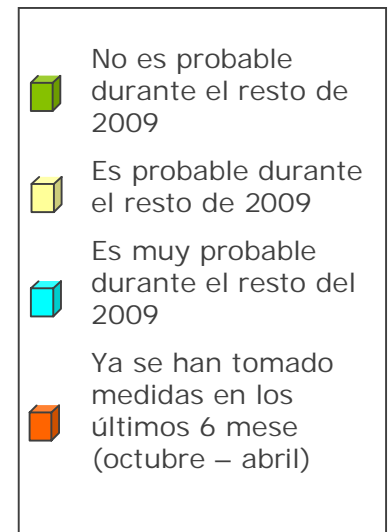 No es probable
durante el resto de
2009
Es probable durante
el resto de 2009
Es muy probable
durante el resto del
2009
Ya se han tomado
medidas en los
últimos 6 mese
(octubre – abril)